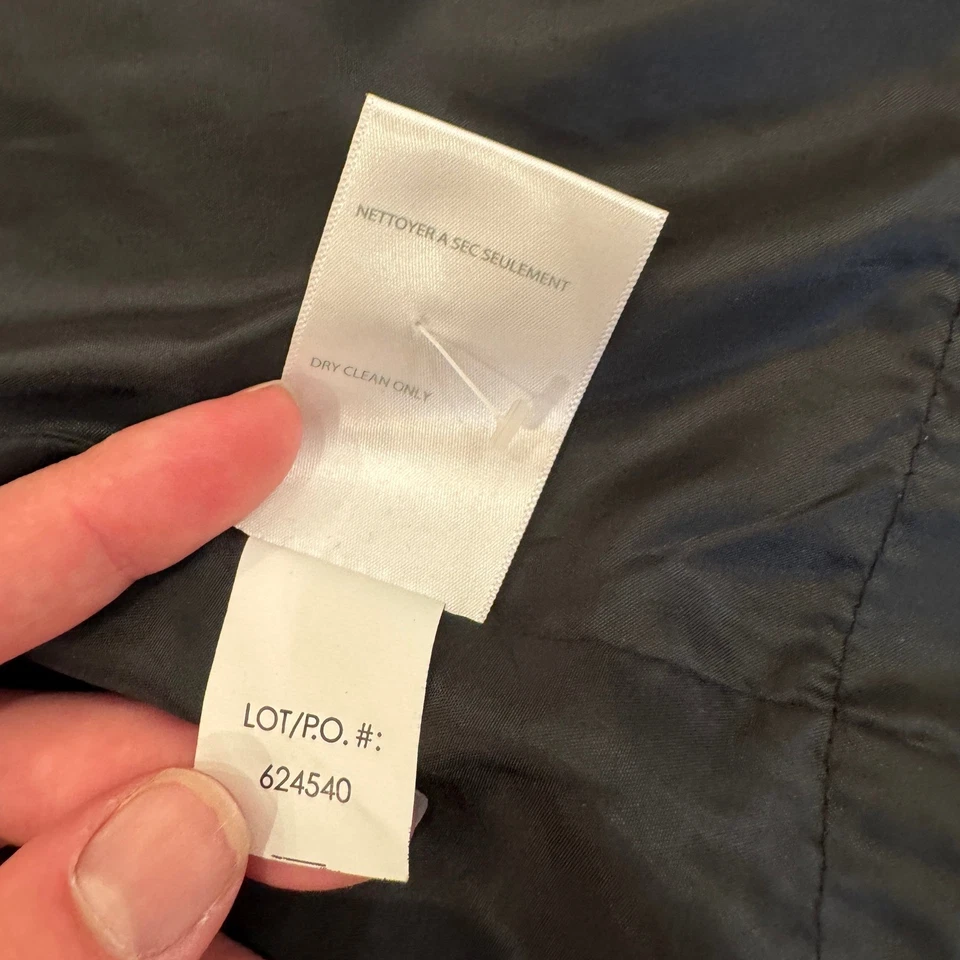 NETTOYER A SEC SEULEMENT
DRY CLEAN ONLY
LOT/P.O. #:
624540